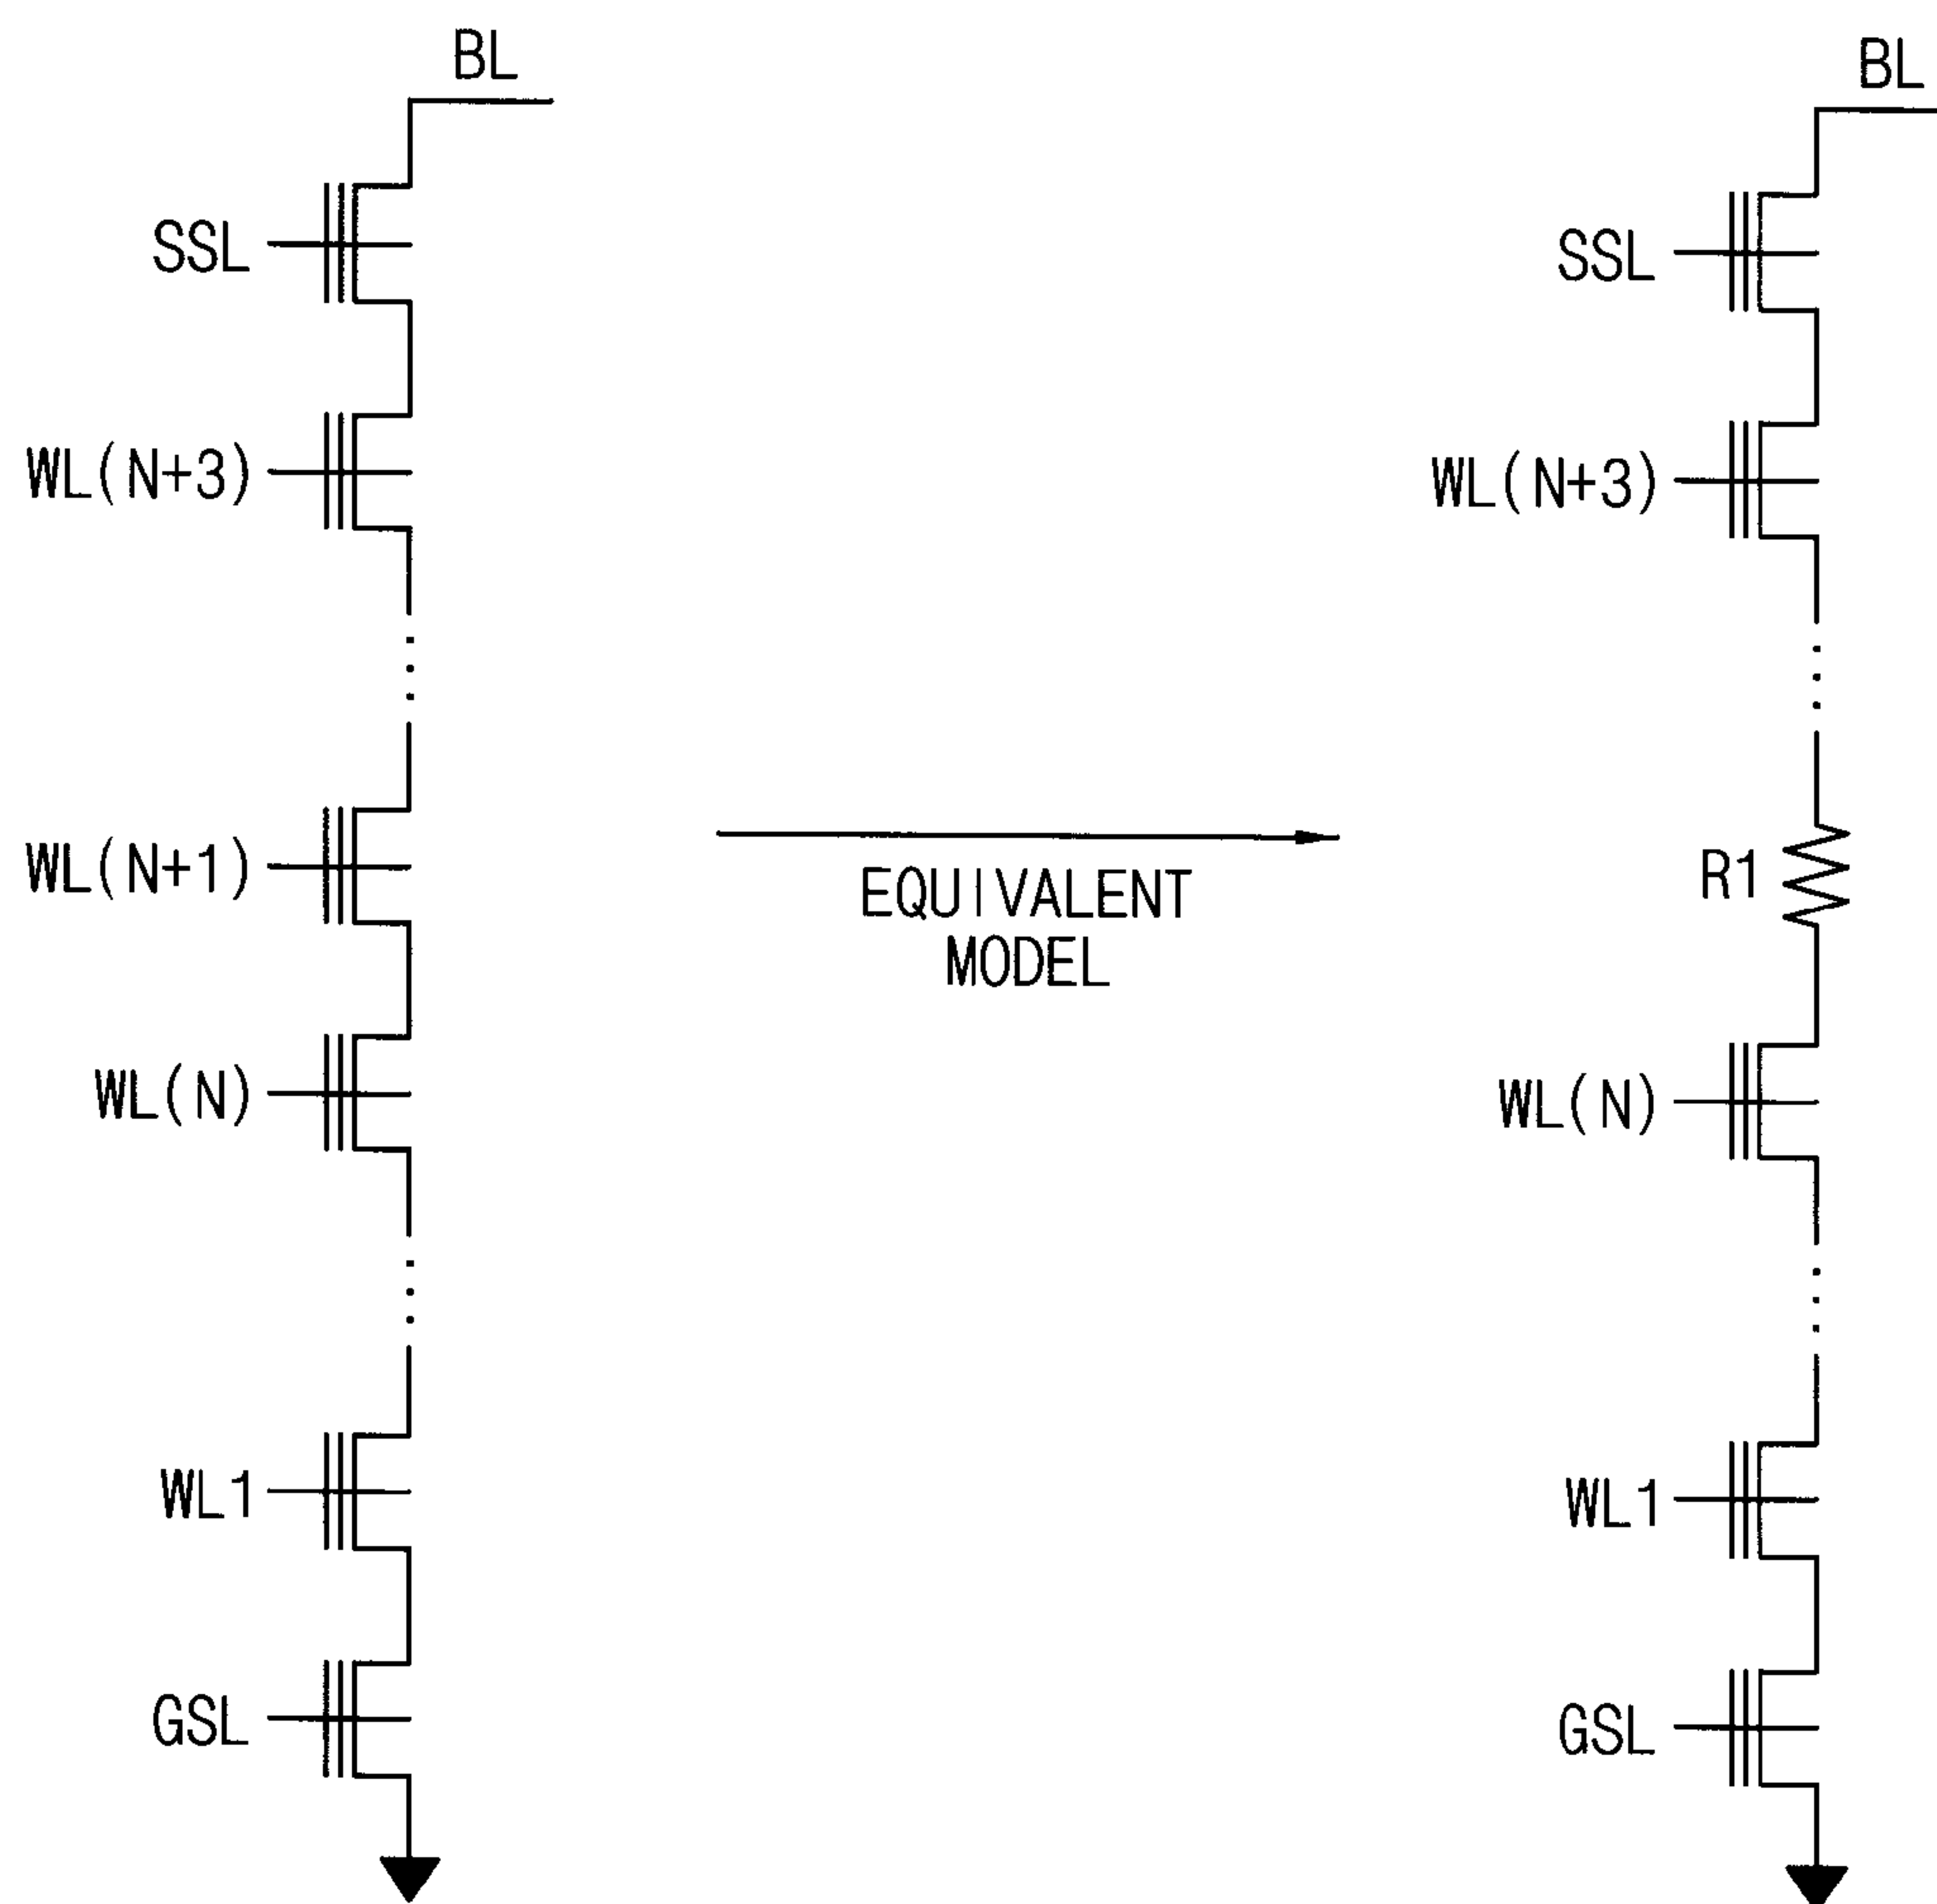 BL
SSL
WL(N+3)
WL(N+1)
WL(N)
WL1
GSL
EQUIVALENT
MODEL
BL
SSL
WL(N+3)
R1
WL(N)
WL1
GSL